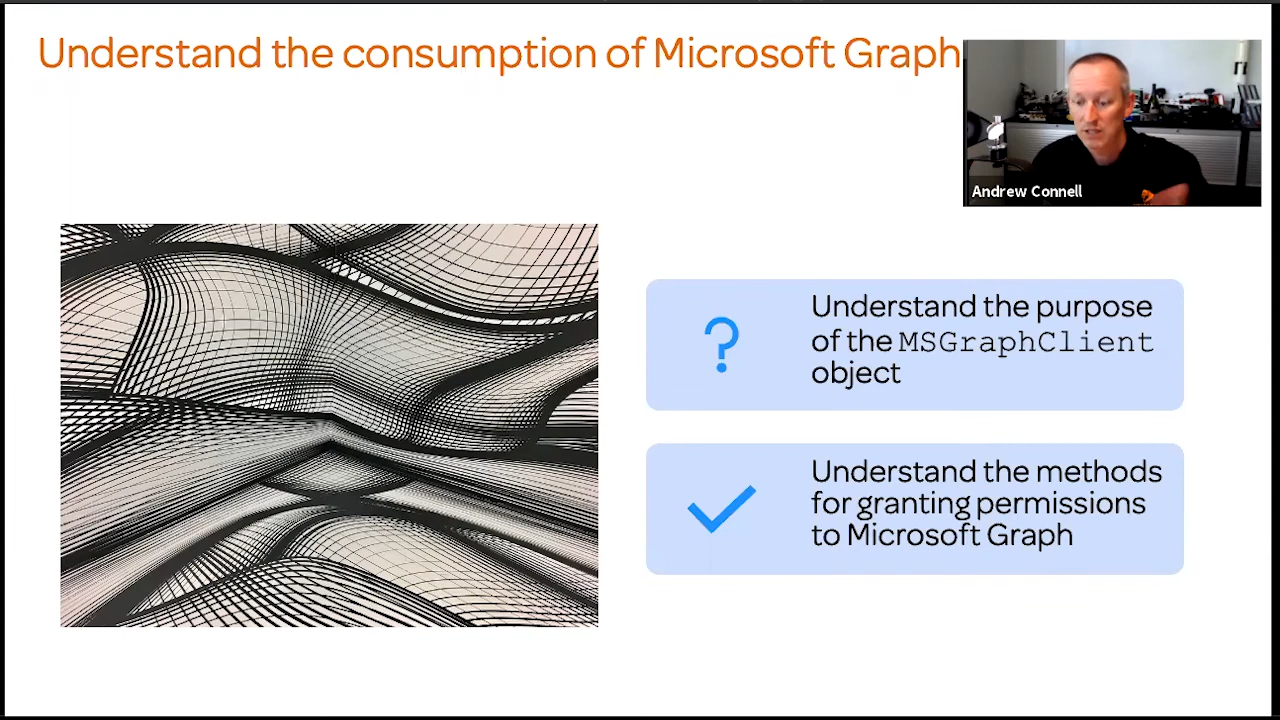 Understand the consumption of Microsoft Graph
Andrew Connell
Understand the purpose
of the MSGraphClient
object
Understand the methods
for granting permissions
to Microsoft Graph